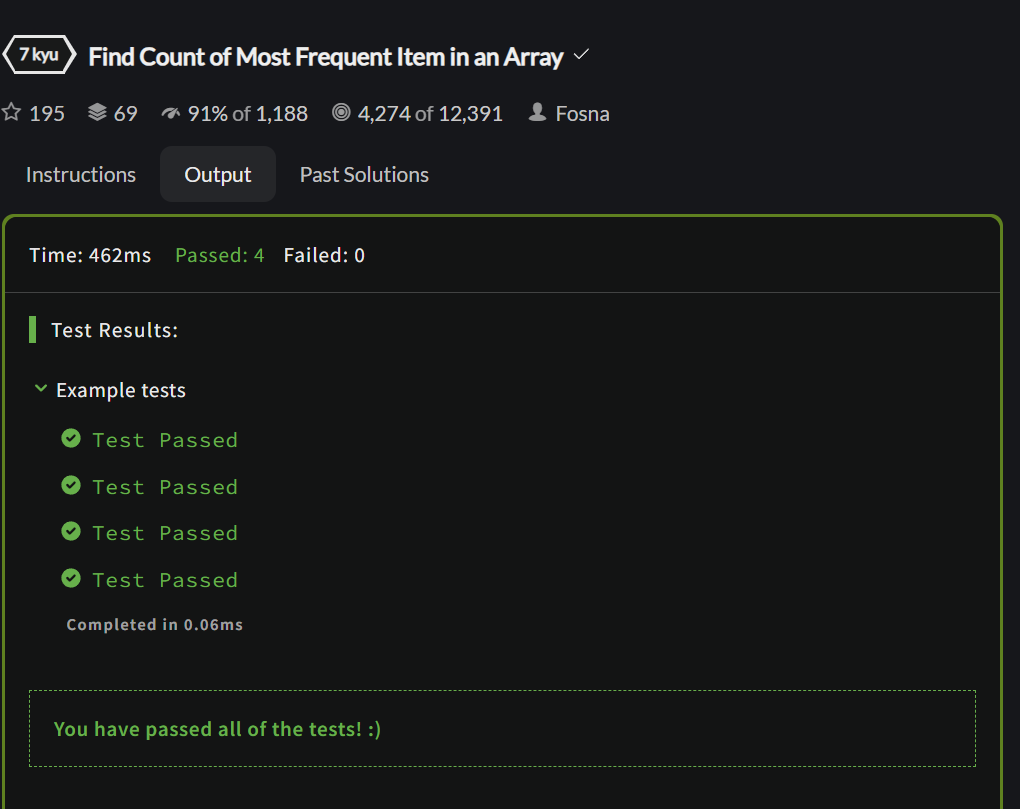 7 kyu Find Count of Most Frequent Item in an Array
195 69 91% of 1,188 4,274 of 12,391 Fosna
Instructions Output Past Solutions
Time: 462ms Passed: 4 Failed: 0
Test Results:
Example tests
Test Passed
Test Passed
Test Passed
Test Passed
Completed in 0.06ms
You have passed all of the tests! :)